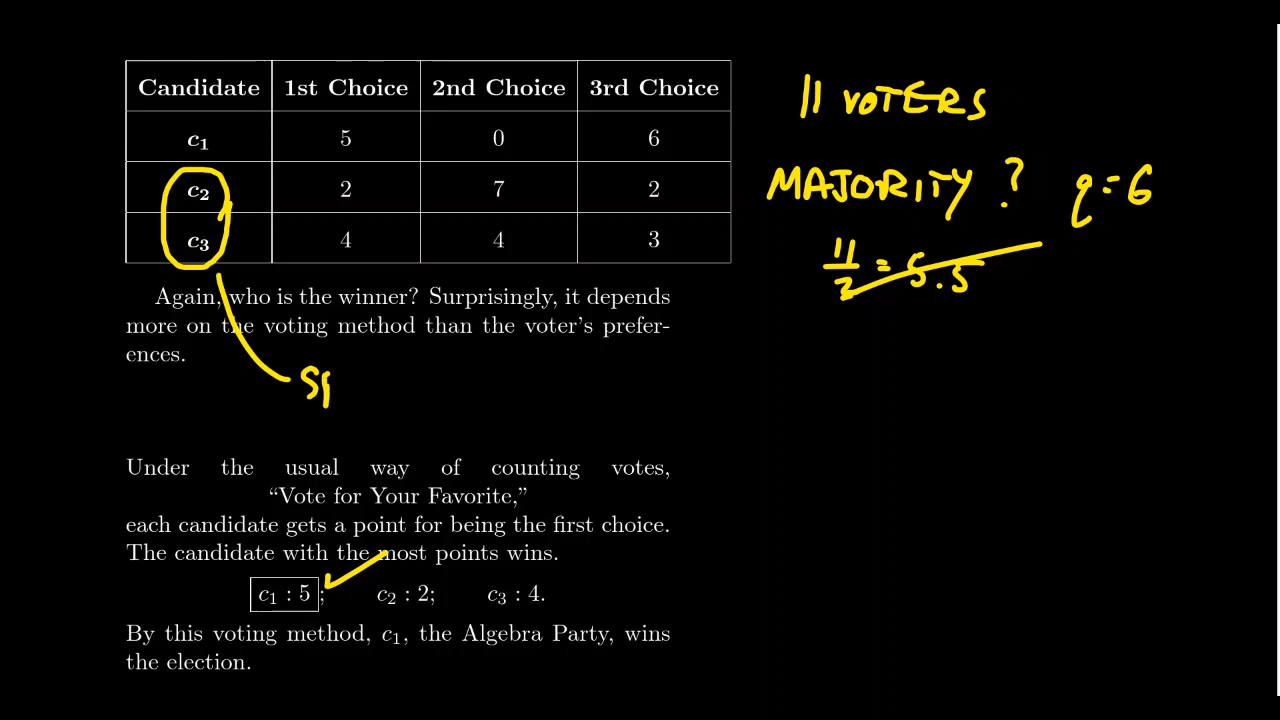 Candidate 1st Choice 2nd Choice 3rd Choice
c₁ 5 0 6
c₂ 2 7 2
c₃ 4 4 3
11 VOTERS
MAJORITY ? q = 6
11/2 = 5.5
Again, who is the winner? Surprisingly, it depends
more on the voting method than the voter's prefer-
ences.
Sp
Under the usual way of counting votes,
“Vote for Your Favorite,”
each candidate gets a point for being the first choice.
The candidate with the most points wins.
c₁ : 5 ; c₂ : 2; c₃ : 4.
By this voting method, c₁, the Algebra Party, wins
the election.